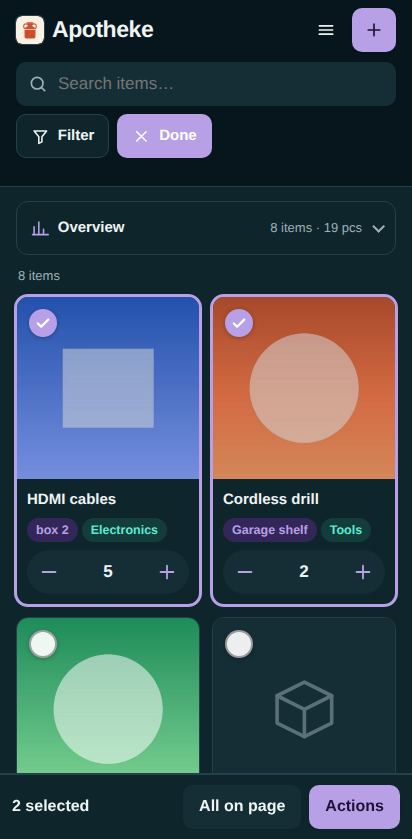 Apotheke
Search items…
Filter
Done
Overview
8 items · 19 pcs
8 items
HDMI cables
box 2
Electronics
5
Cordless drill
Garage shelf
Tools
2
2 selected
All on page
Actions